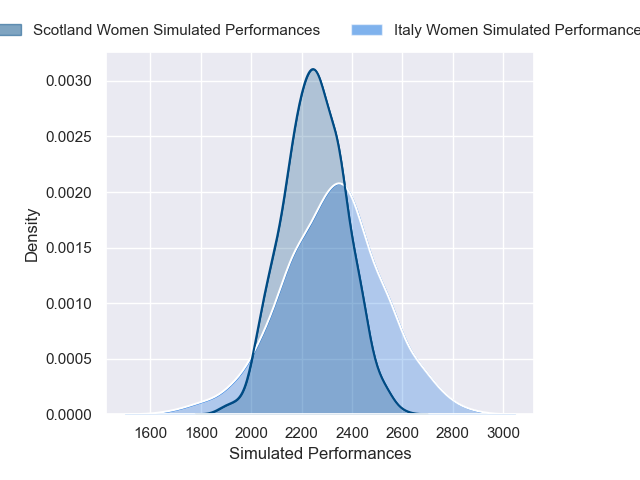 Scotland Women Simulated Performances Italy Women Simulated Performance
0.0030
0.0025
0.0020
0.0015
0.0010
0.0005
0.0000
Density
1600 1800 2000 2200 2400 2600 2800 3000
Simulated Performances